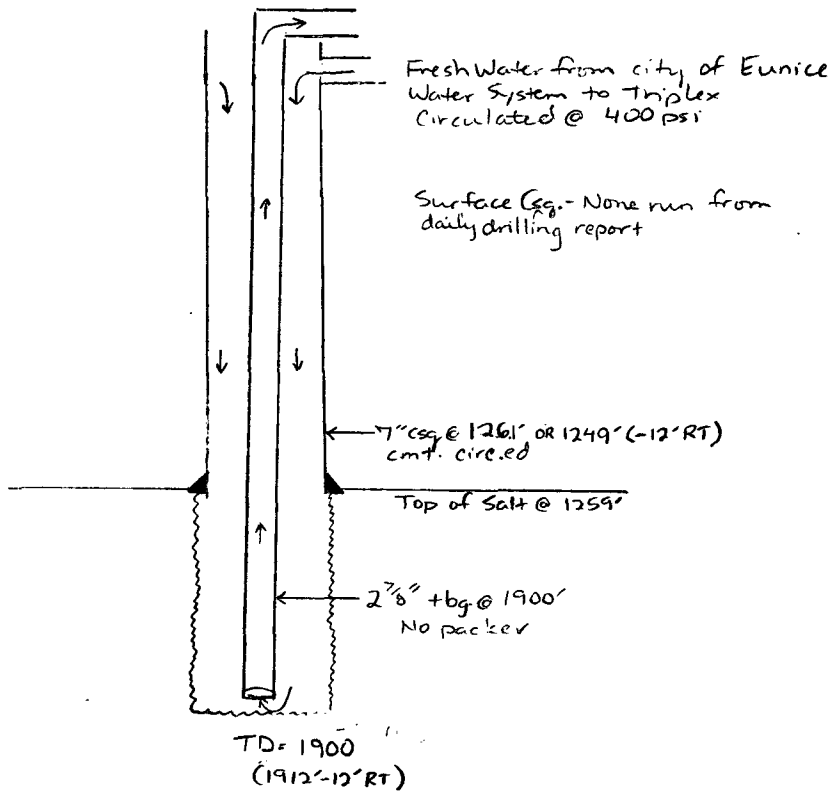 Fresh Water from city of Eunice
Water System to Triplex
Circulated @ 400 psi
Surface Csg. - None run from
daily drilling report
7" csg @ 1261' OR 1249' (-12' RT)
cmt. circ.ed
Top of Salt @ 1259'
2 7/8" tbg @ 1900'
No packer
TD= 1900
(1912'-12' RT)